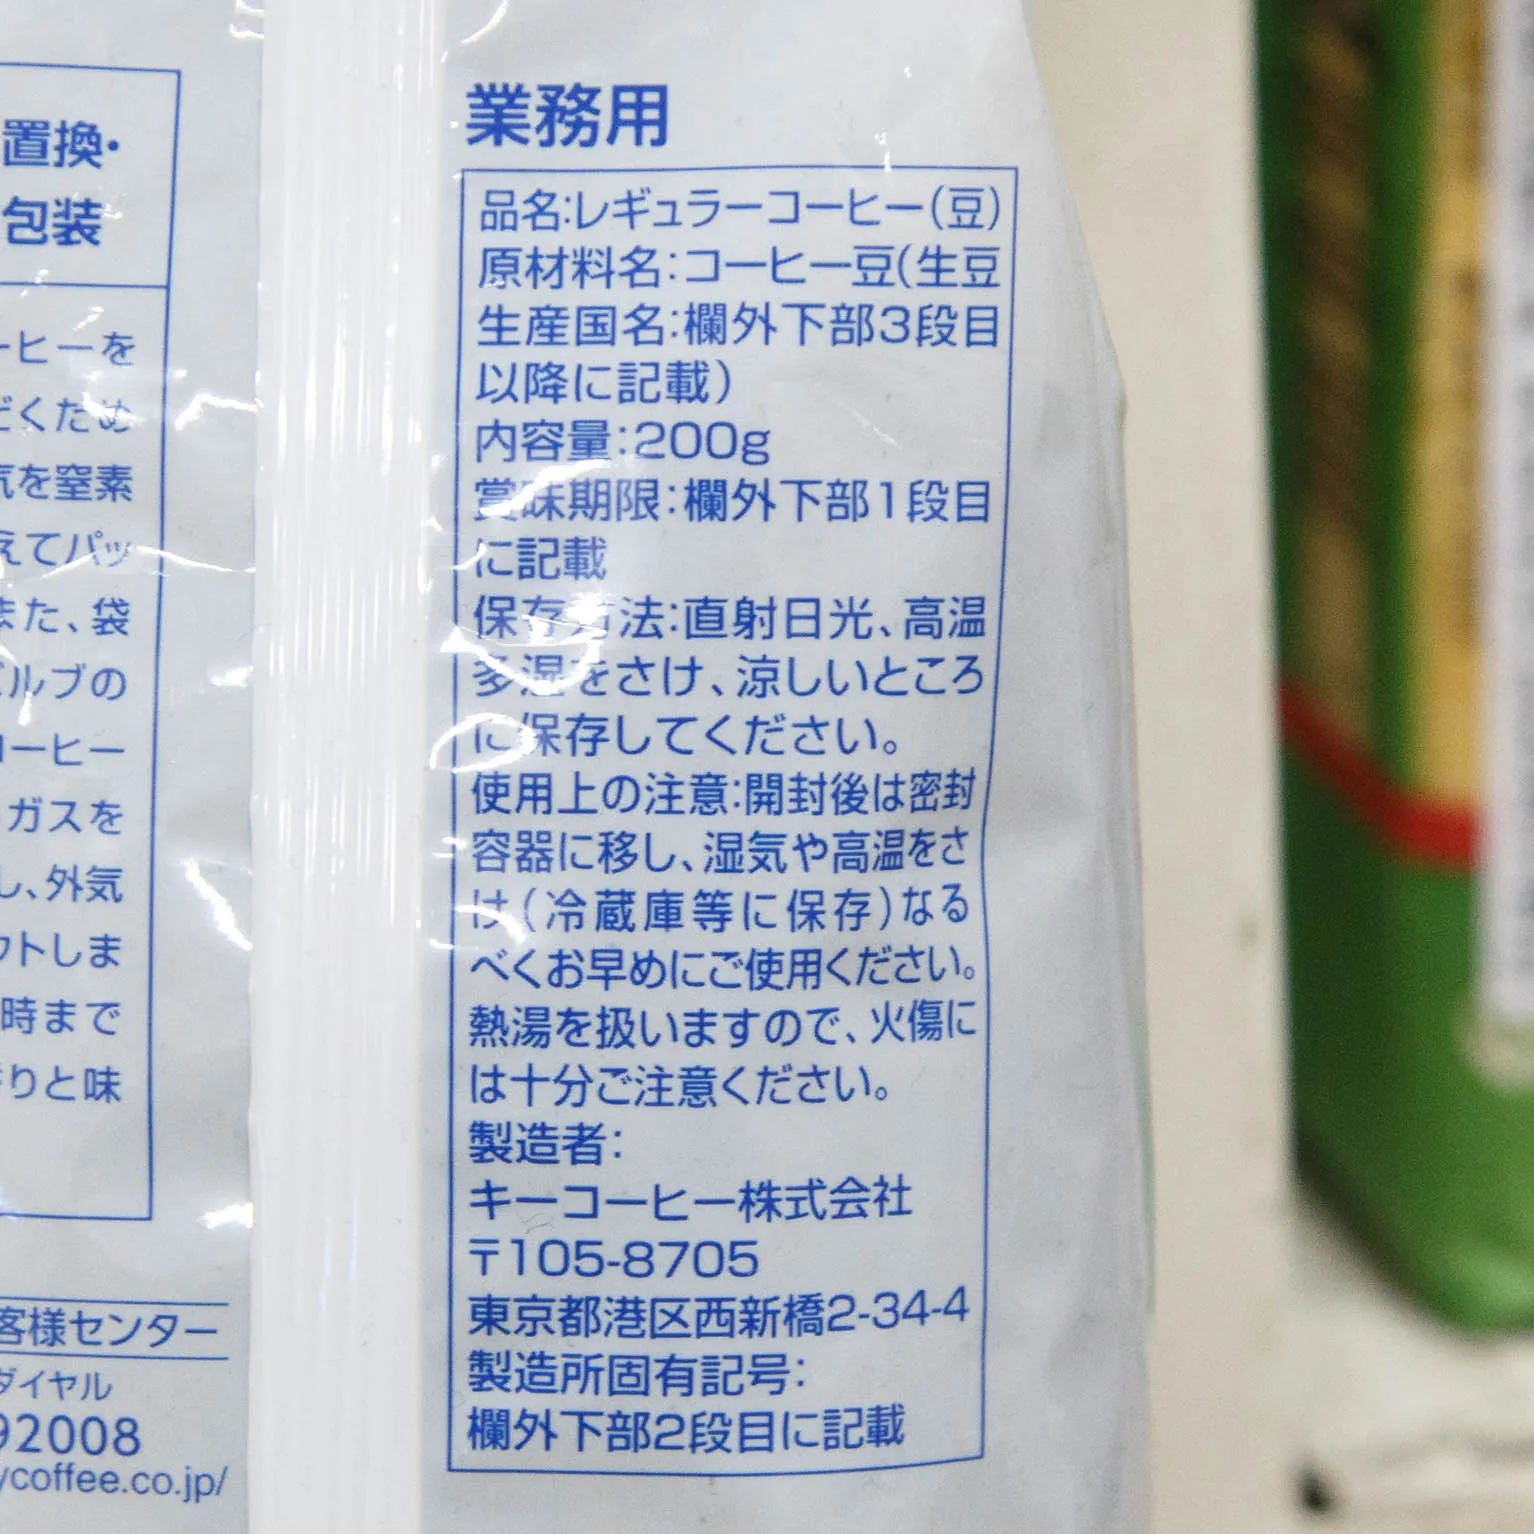 置換・
包装
ーヒーを
だくため
気を窒素
えてパッ
また、袋
バルブの
コーヒー
ガスを
し、外気
ウトしま
時まで
香りと味
客様センター
ダイヤル
92008
ycoffee.co.jp/
業務用
品名:レギュラーコーヒー(豆)
原材料名:コーヒー豆(生豆
生産国名:欄外下部3段目
以降に記載)
内容量:200g
賞味期限:欄外下部1段目
に記載
保存方法:直射日光、高温
多湿をさけ、涼しいところ
に保存してください。
使用上の注意:開封後は密封
容器に移し、湿気や高温をさ
け(冷蔵庫等に保存)なる
べくお早めにご使用ください。
熱湯を扱いますので、火傷に
は十分ご注意ください。
製造者:
キーコーヒー株式会社
〒105-8705
東京都港区西新橋2-34-4
製造所固有記号:
欄外下部2段目に記載